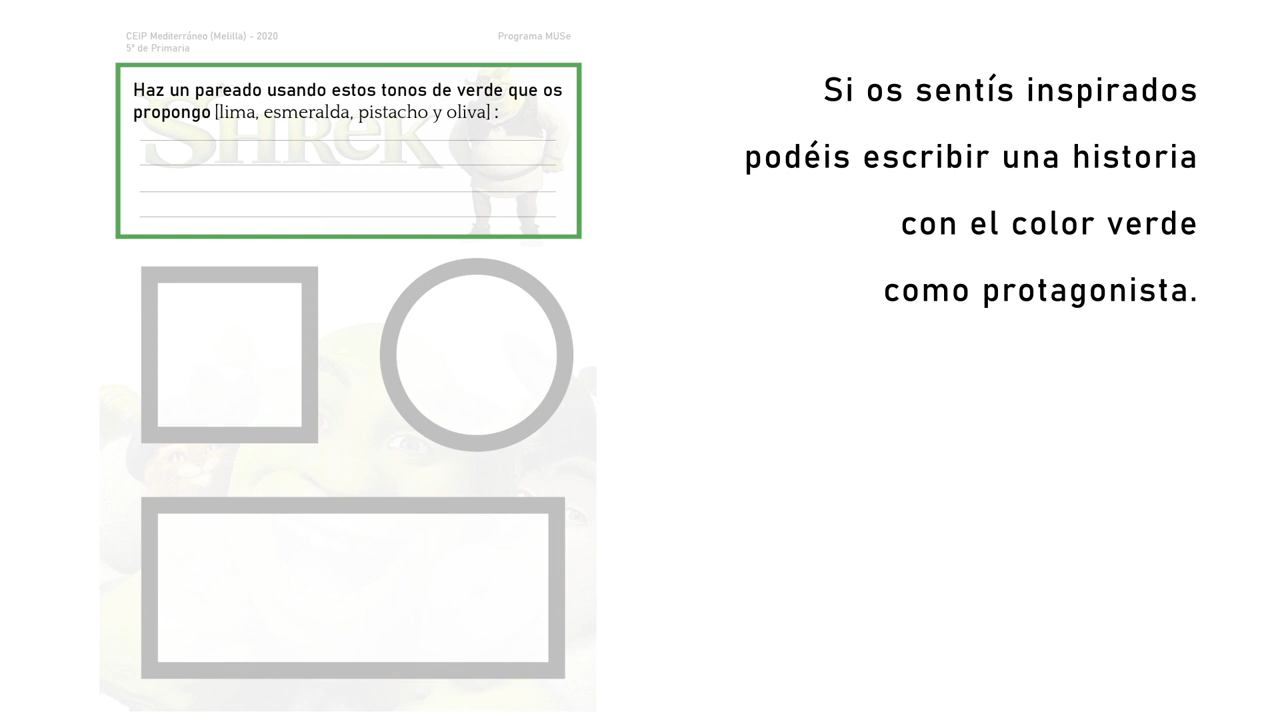 CEIP Mediterráneo (Melilla) - 2020
Programa MUSe
5º de Primaria
Haz un pareado usando estos tonos de verde que os
propongo [lima, esmeralda, pistacho y oliva] :
SHREK
Si os sentís inspirados
podéis escribir una historia
con el color verde
como protagonista.